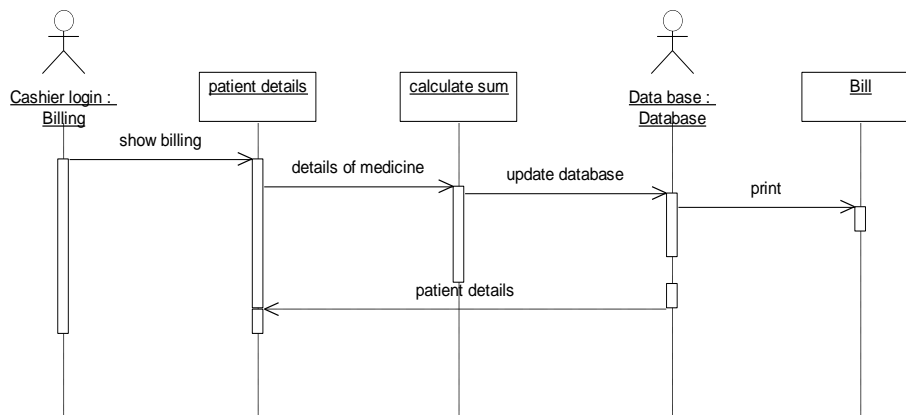 patient details
calculate sum
Bill
Cashier login :
Billing
Data base :
Database
show billing
details of medicine
update database
print
patient details